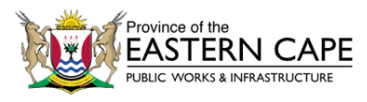 Province of the
EASTERN CAPE
PUBLIC WORKS & INFRASTRUCTURE